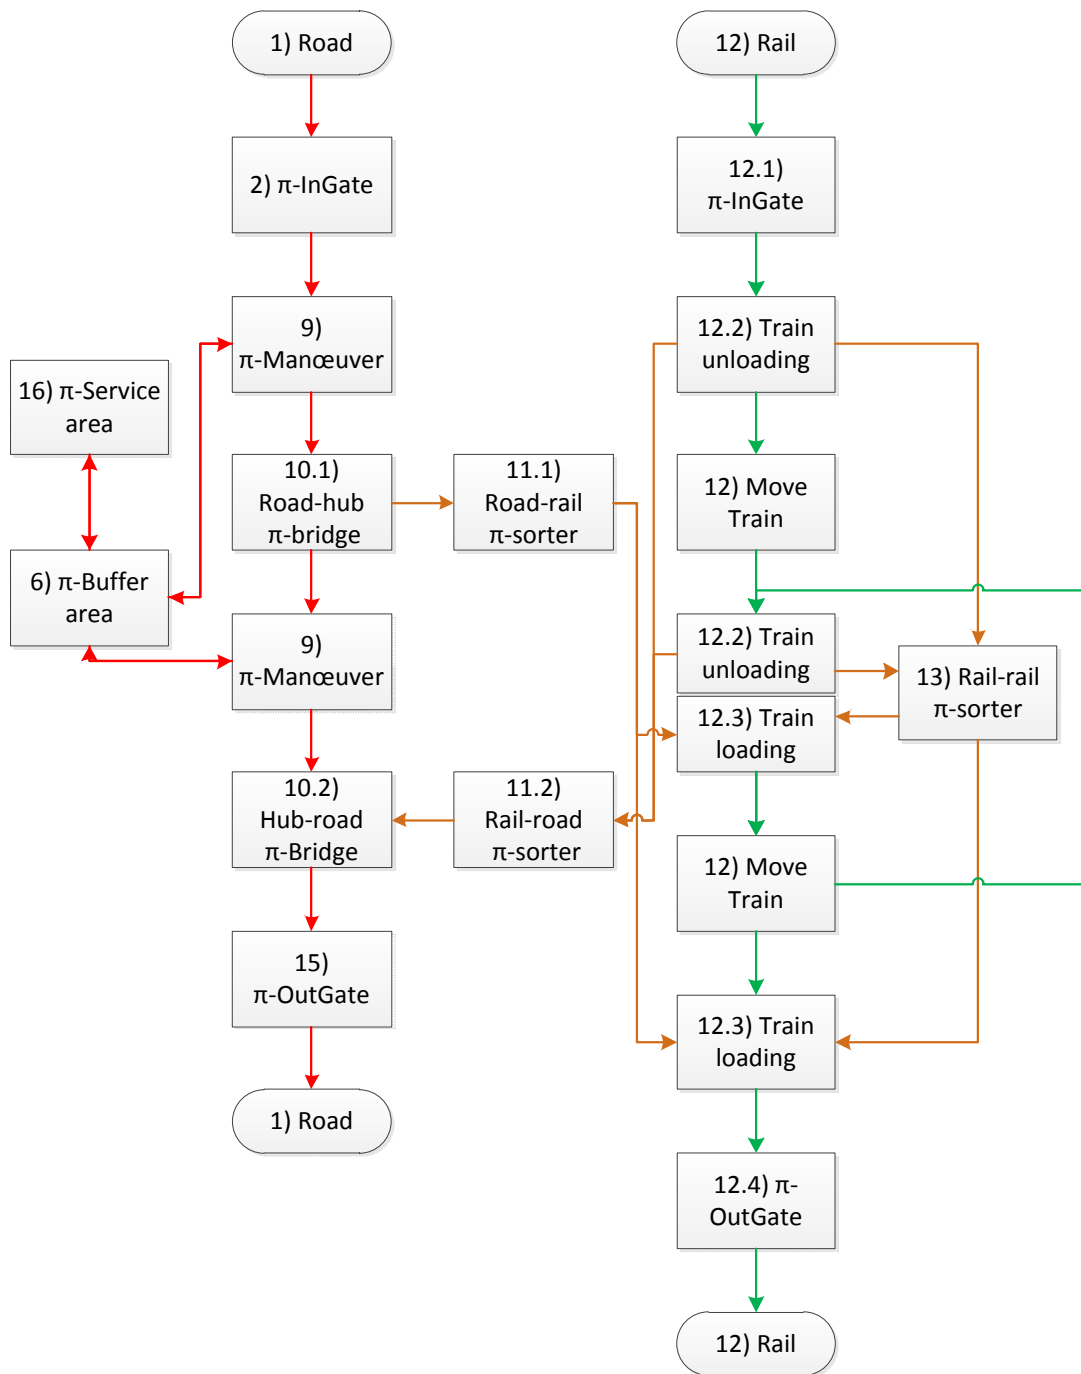 1) Road
2) π-InGate
9)
π-Manœuver
16) π-Service
area
10.1)
Road-hub
π-bridge
11.1)
Road-rail
π-sorter
6) π-Buffer
area
9)
π-Manœuver
10.2)
Hub-road
π-Bridge
11.2)
Rail-road
π-sorter
15)
π-OutGate
1) Road
12) Rail
12.1)
π-InGate
12.2) Train
unloading
12) Move
Train
12.2) Train
unloading
13) Rail-rail
π-sorter
12.3) Train
loading
12) Move
Train
12.3) Train
loading
12.4) π-
OutGate
12) Rail